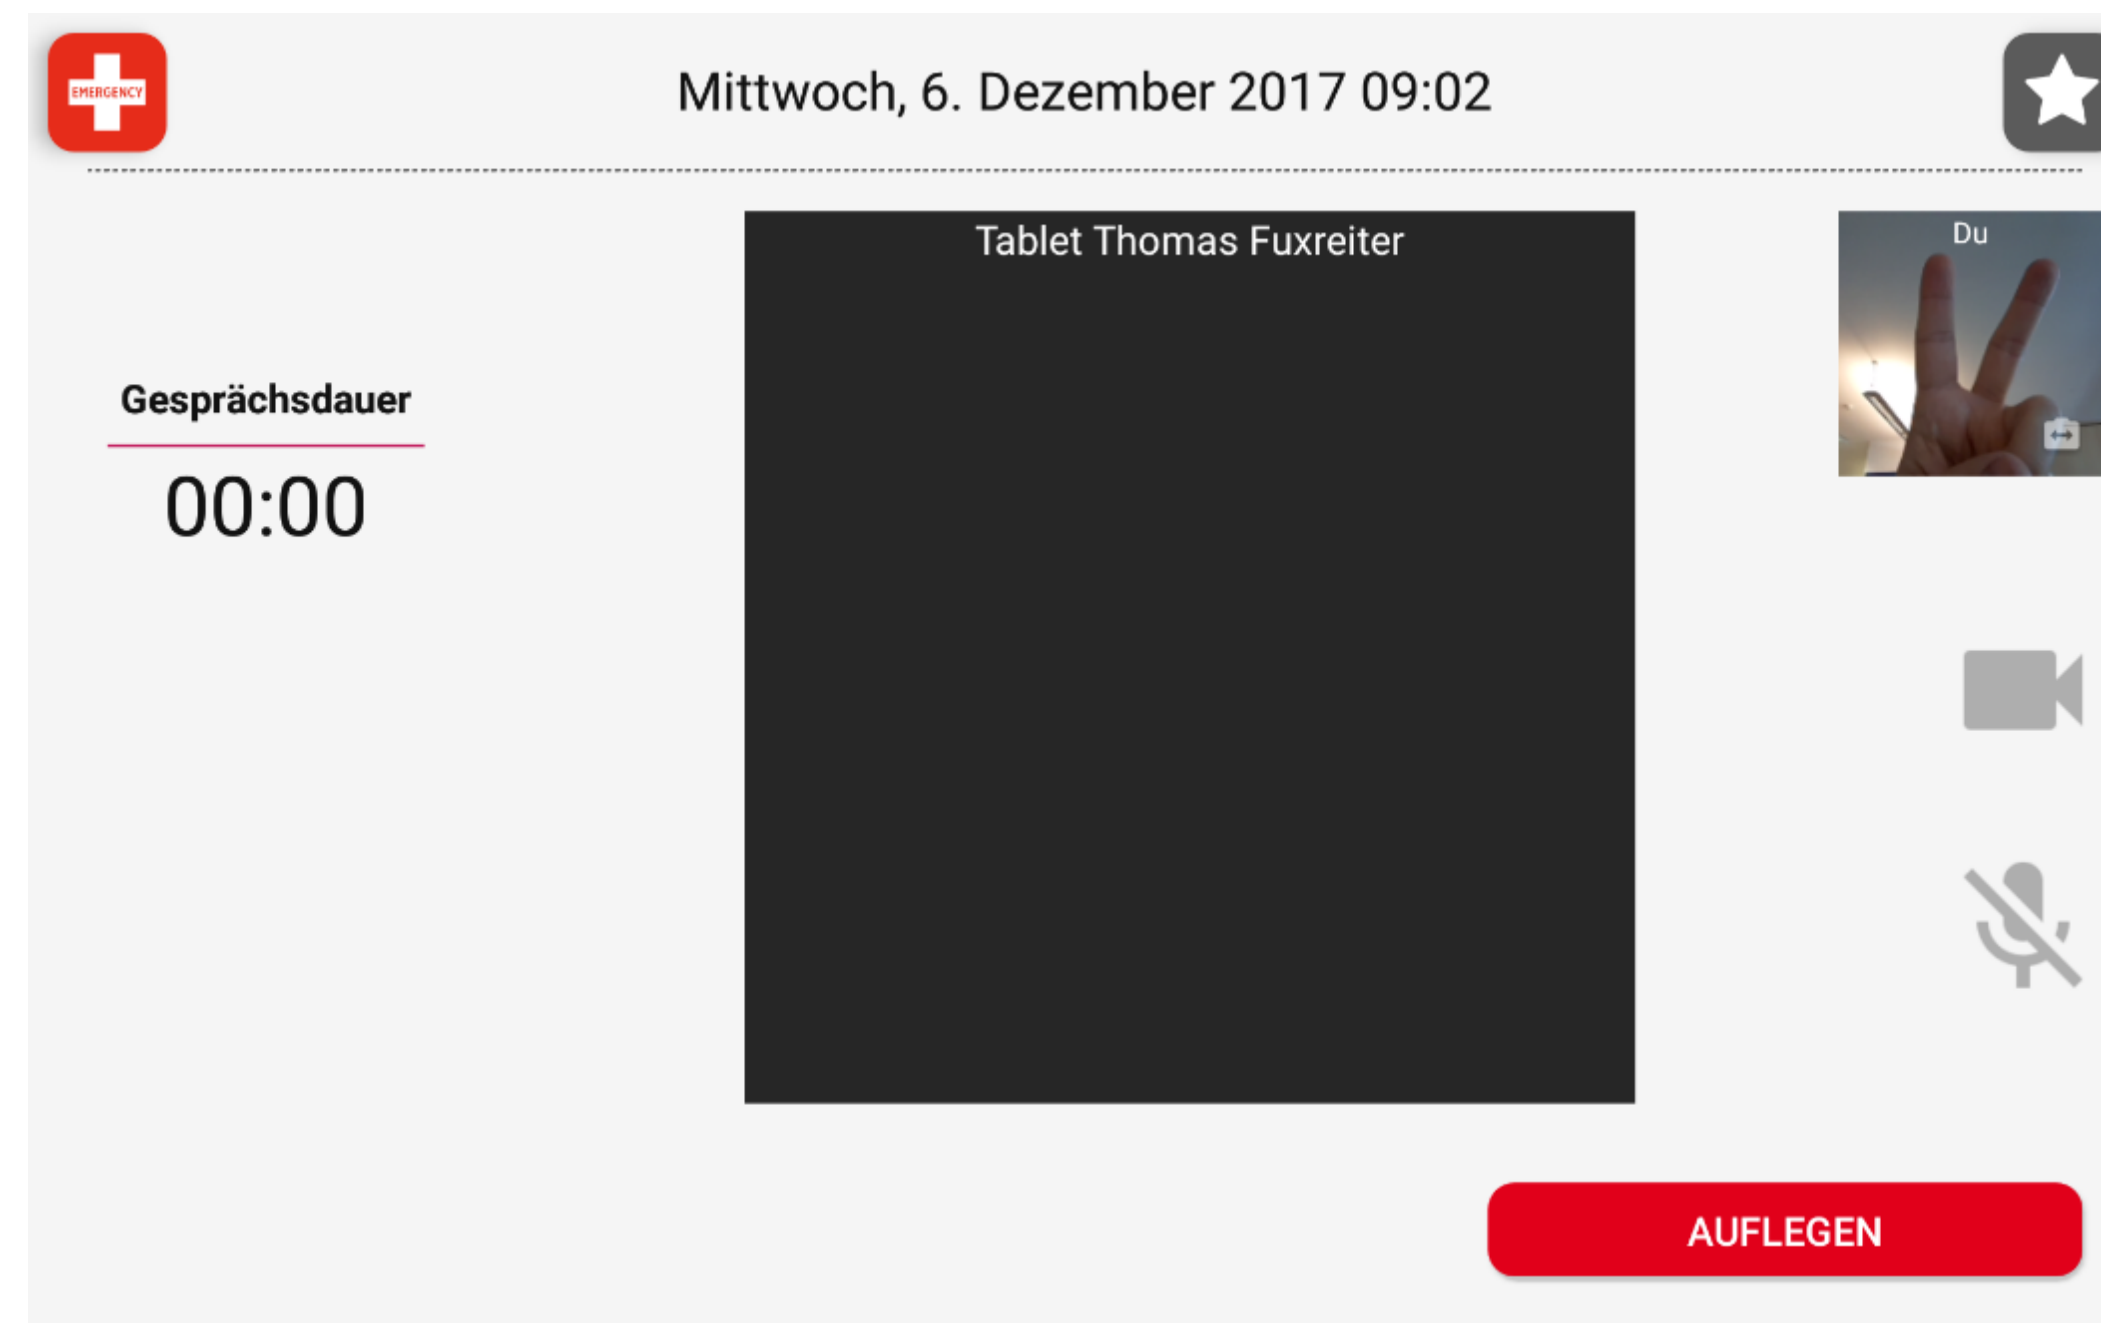 EMERGENCY
Mittwoch, 6. Dezember 2017 09:02
Tablet Thomas Fuxreiter
Du
Gesprächsdauer
00:00
AUFLEGEN